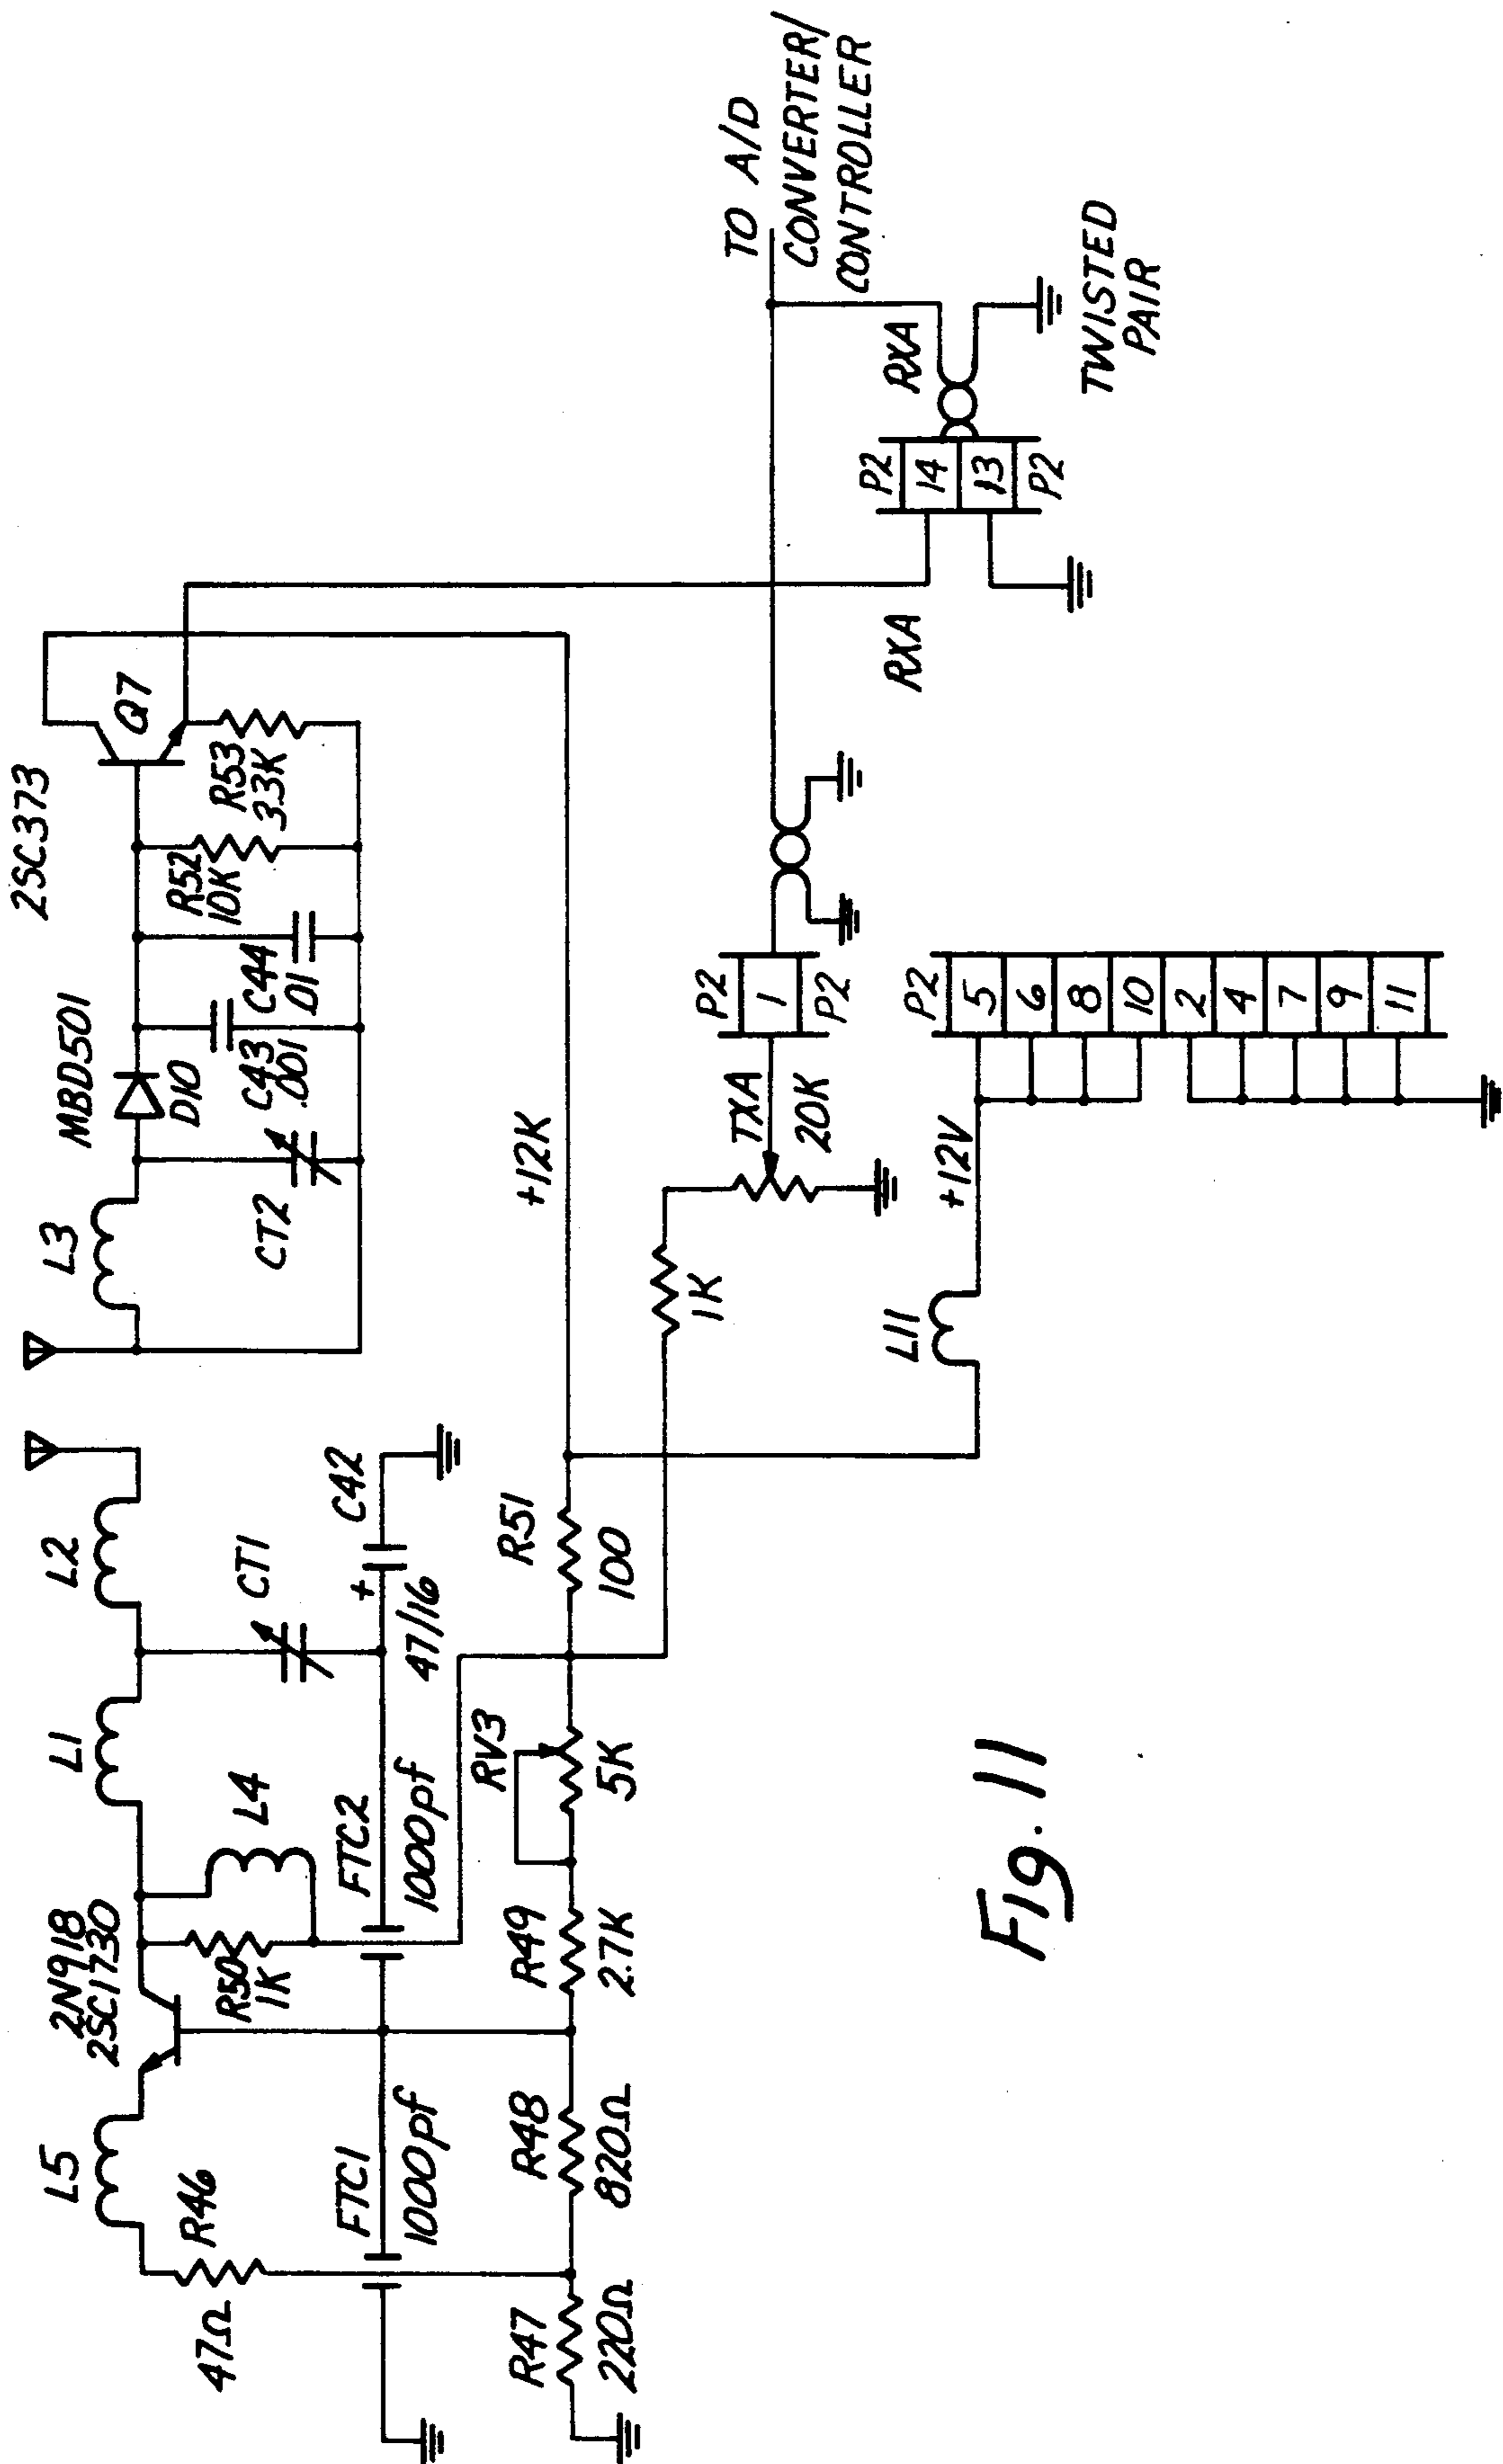 2SC373
MBD501
L3
D10
Q7
CT2
C43
.001
C44
.01
R52
10K
R53
33K
L2
L1
L4
L5
2N918
2SC1730
R46
47Ω
R50
1K
CT1
C42
+
47/16
FTC2
1000pf
FTC1
1000pf
R47
220Ω
R48
820Ω
R49
2.7K
RV3
5K
R51
100
+12K
1K
TXA
20K
P2
1
P2
TO A/D
CONVERTER/
CONTROLLER
RXA
RXA
P2
14
13
P2
TWISTED
PAIR
L11
+12V
P2
5
6
8
10
2
4
7
9
11
Fig. 11